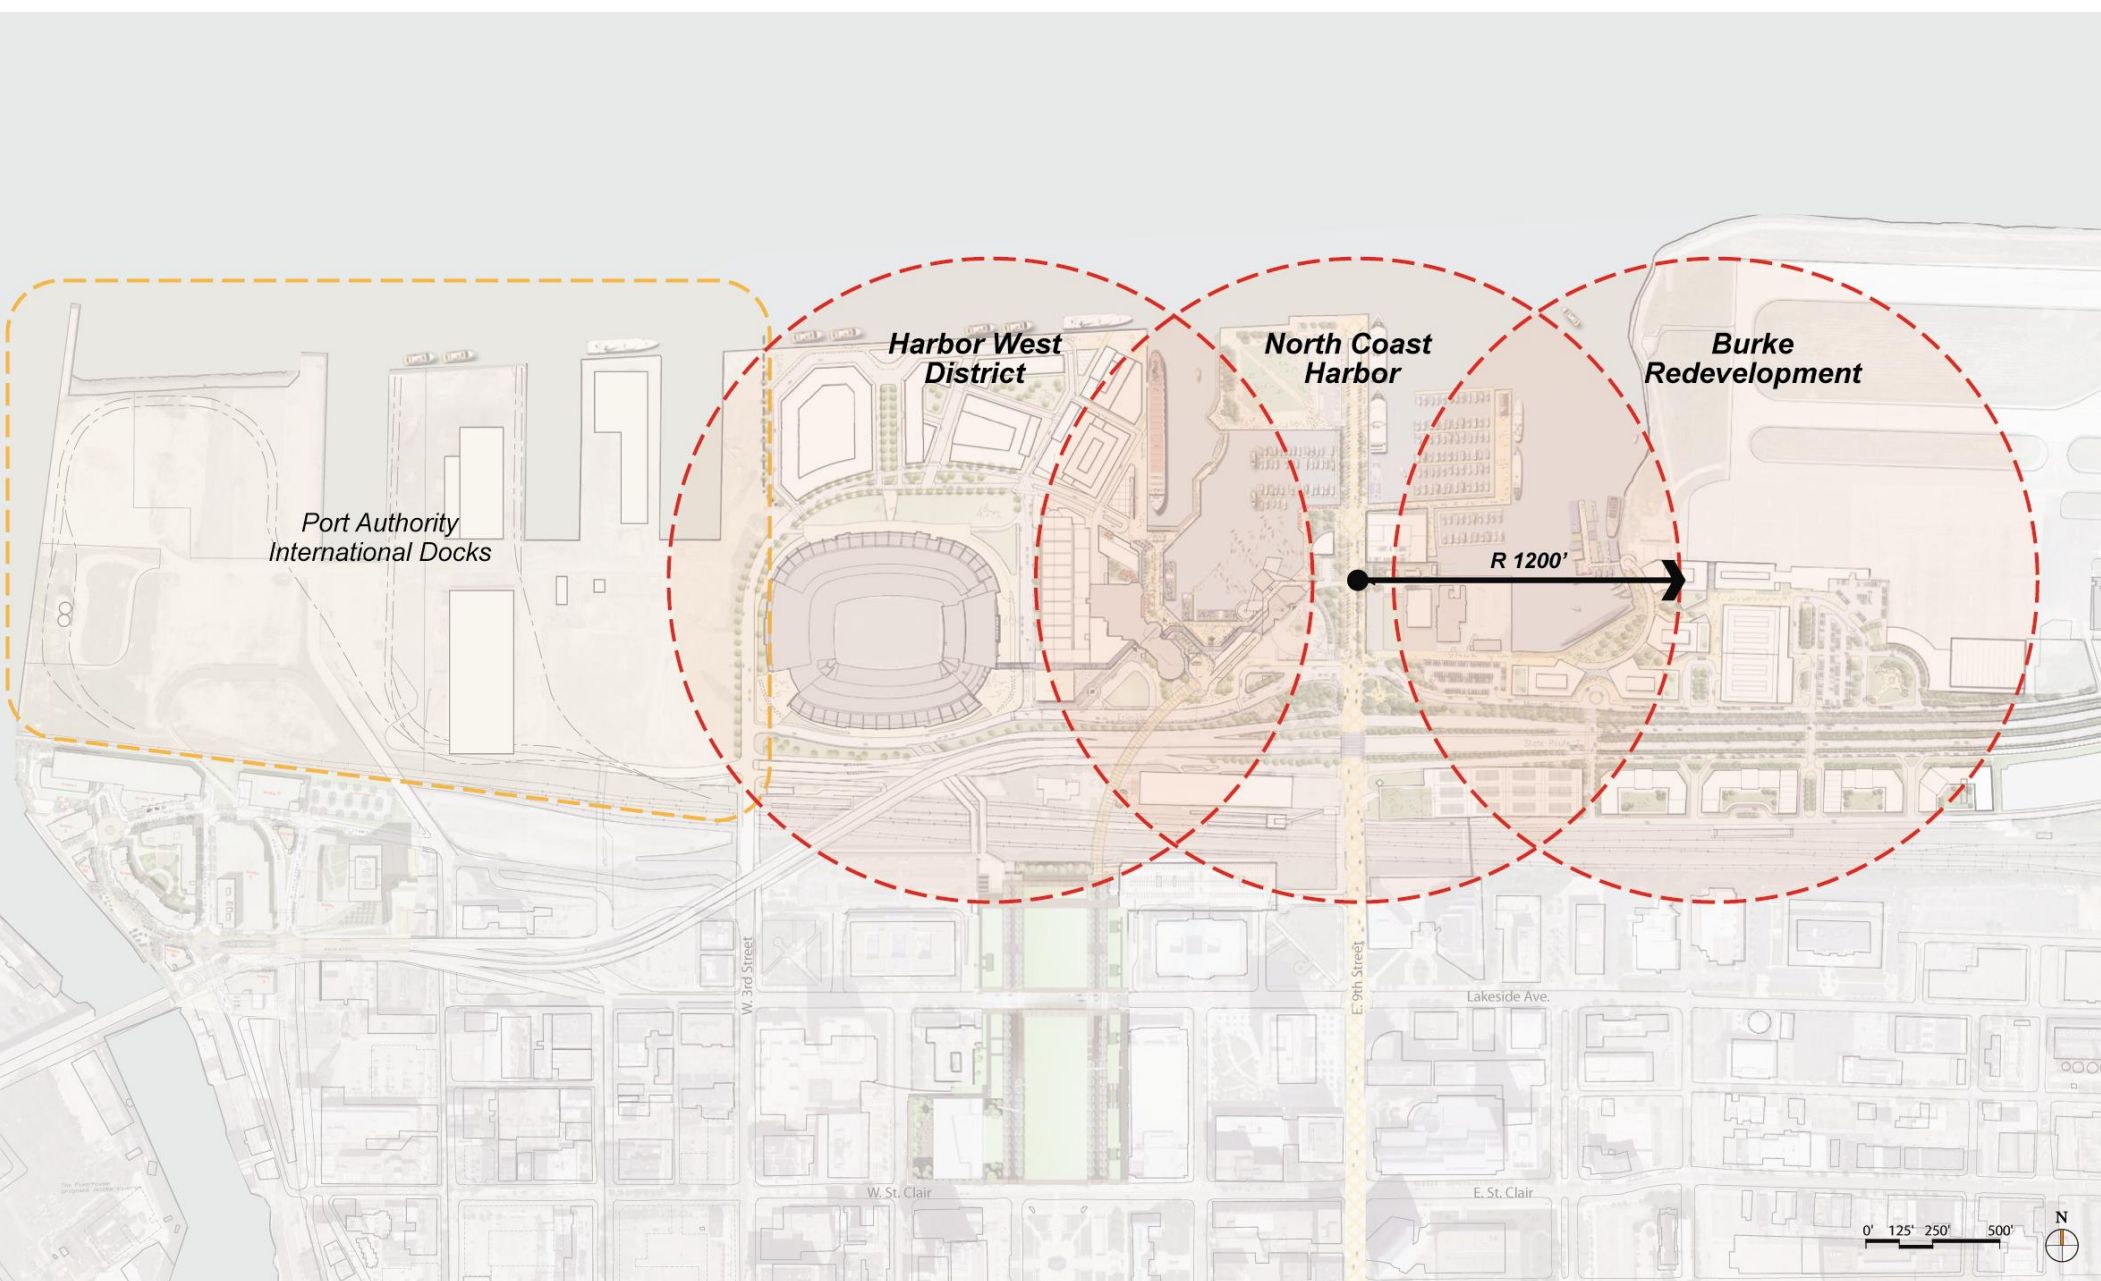 Harbor West
District
North Coast
Harbor
Burke
Redevelopment
Port Authority
International Docks
R 1200’
W. 3rd Street
E. 9th Street
Lakeside Ave.
W. St. Clair
E. St. Clair
0' 125' 250' 500'
N